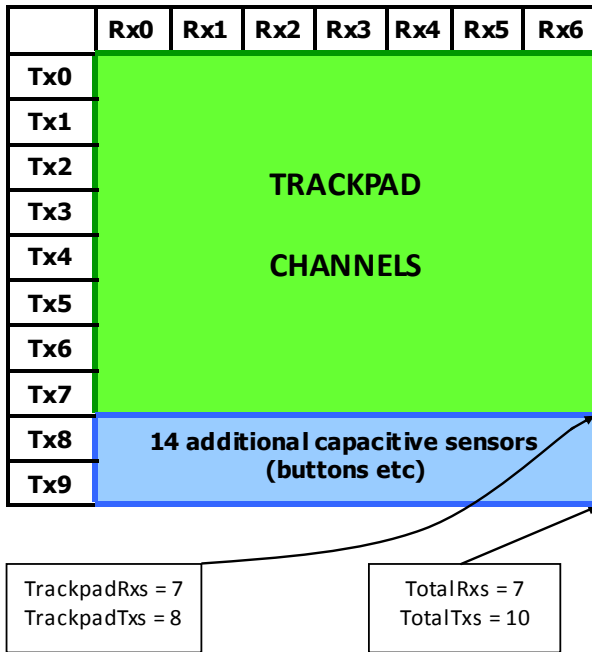 Rx0 Rx1 Rx2 Rx3 Rx4 Rx5 Rx6
Tx0
Tx1
Tx2
Tx3
Tx4
Tx5
Tx6
Tx7
Tx8
Tx9
TRACKPAD
CHANNELS
14 additional capacitive sensors
(buttons etc)
TrackpadRxs = 7
TrackpadTxs = 8
TotalRxs = 7
TotalTxs = 10